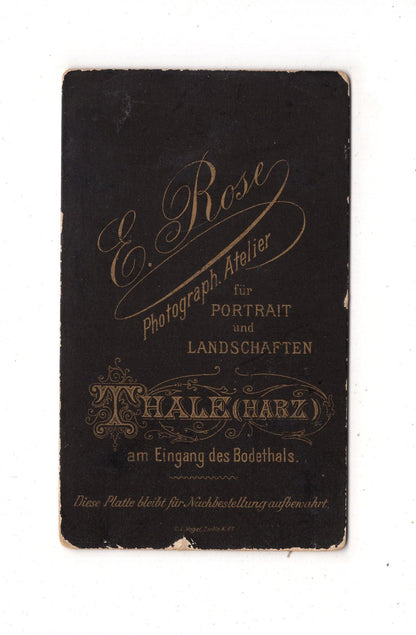 E. Rose
Photograph. Atelier
für
PORTRAIT
und
LANDSCHAFTEN
THALE (HARZ)
am Eingang des Bodethals.
Diese Platte bleibt für Nachbestellung aufbewahrt.